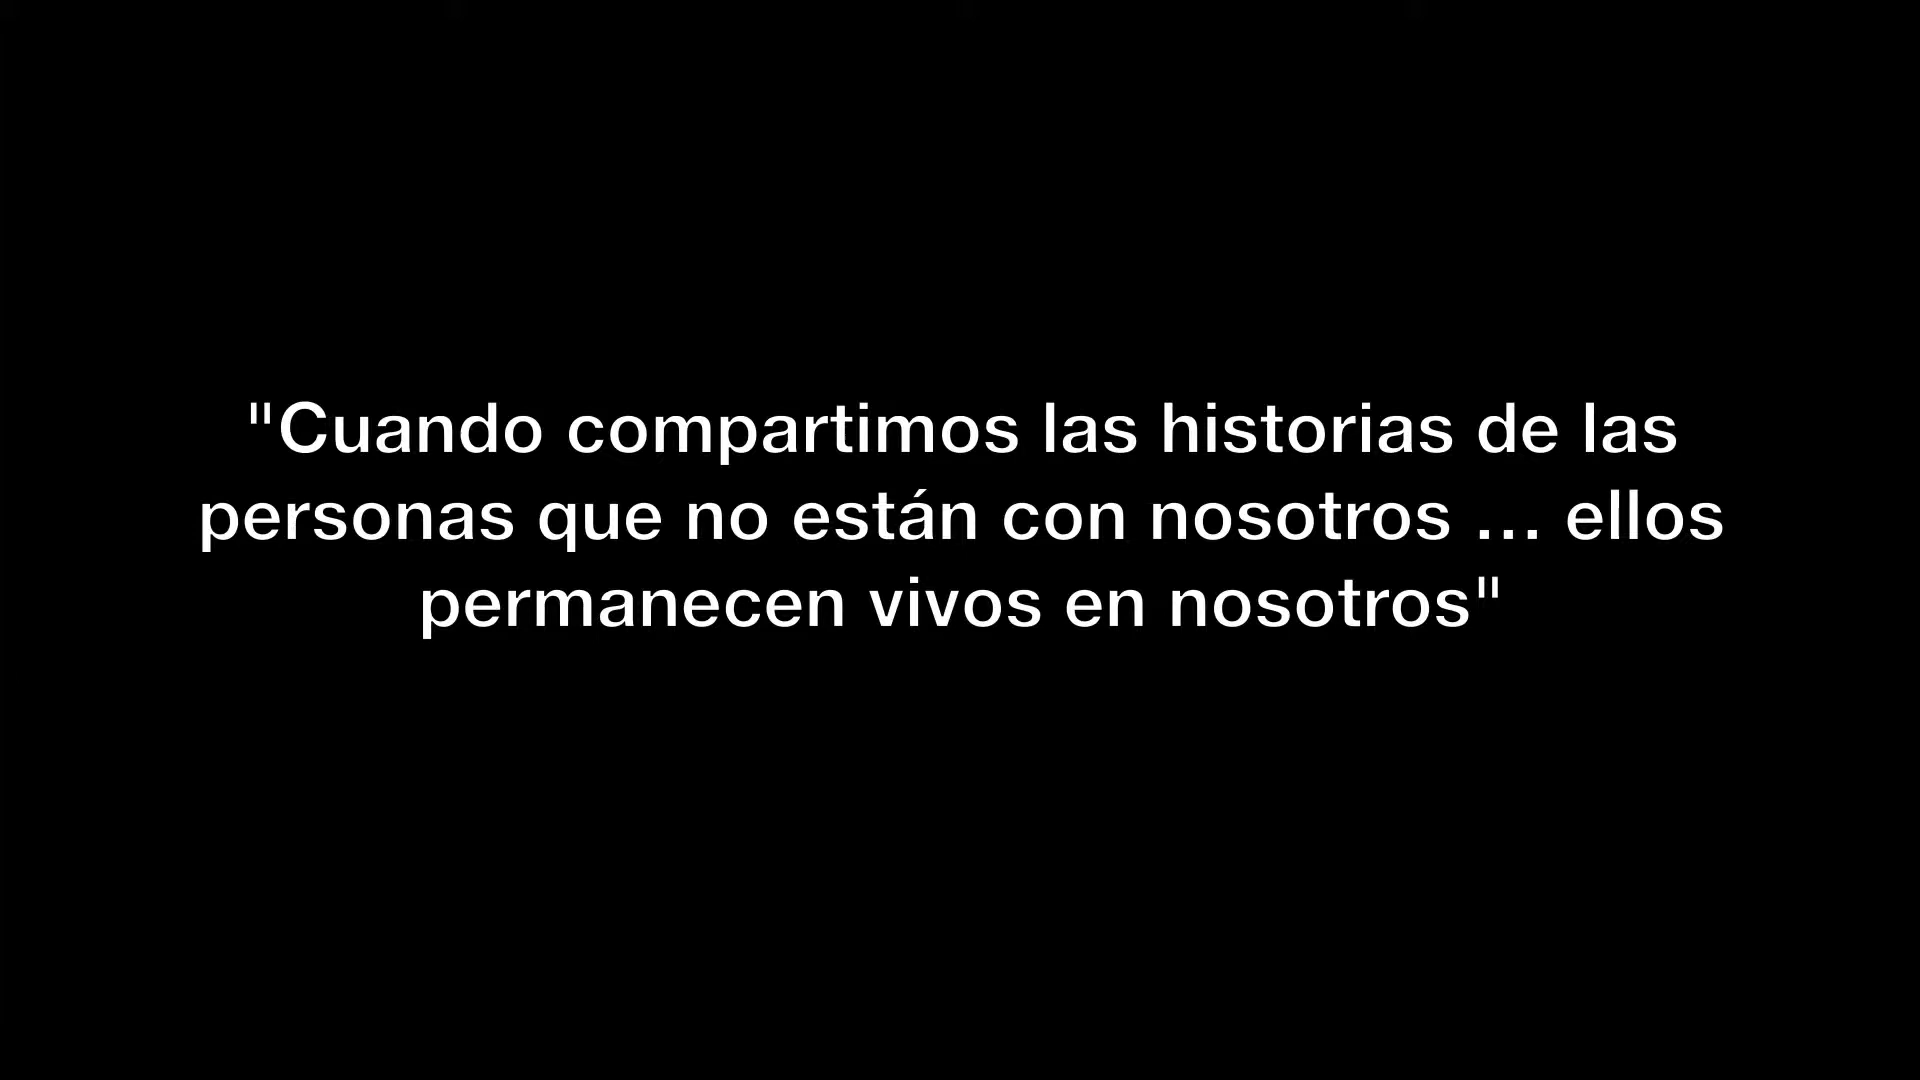 "Cuando compartimos las historias de las
personas que no están con nosotros ... ellos
permanecen vivos en nosotros"